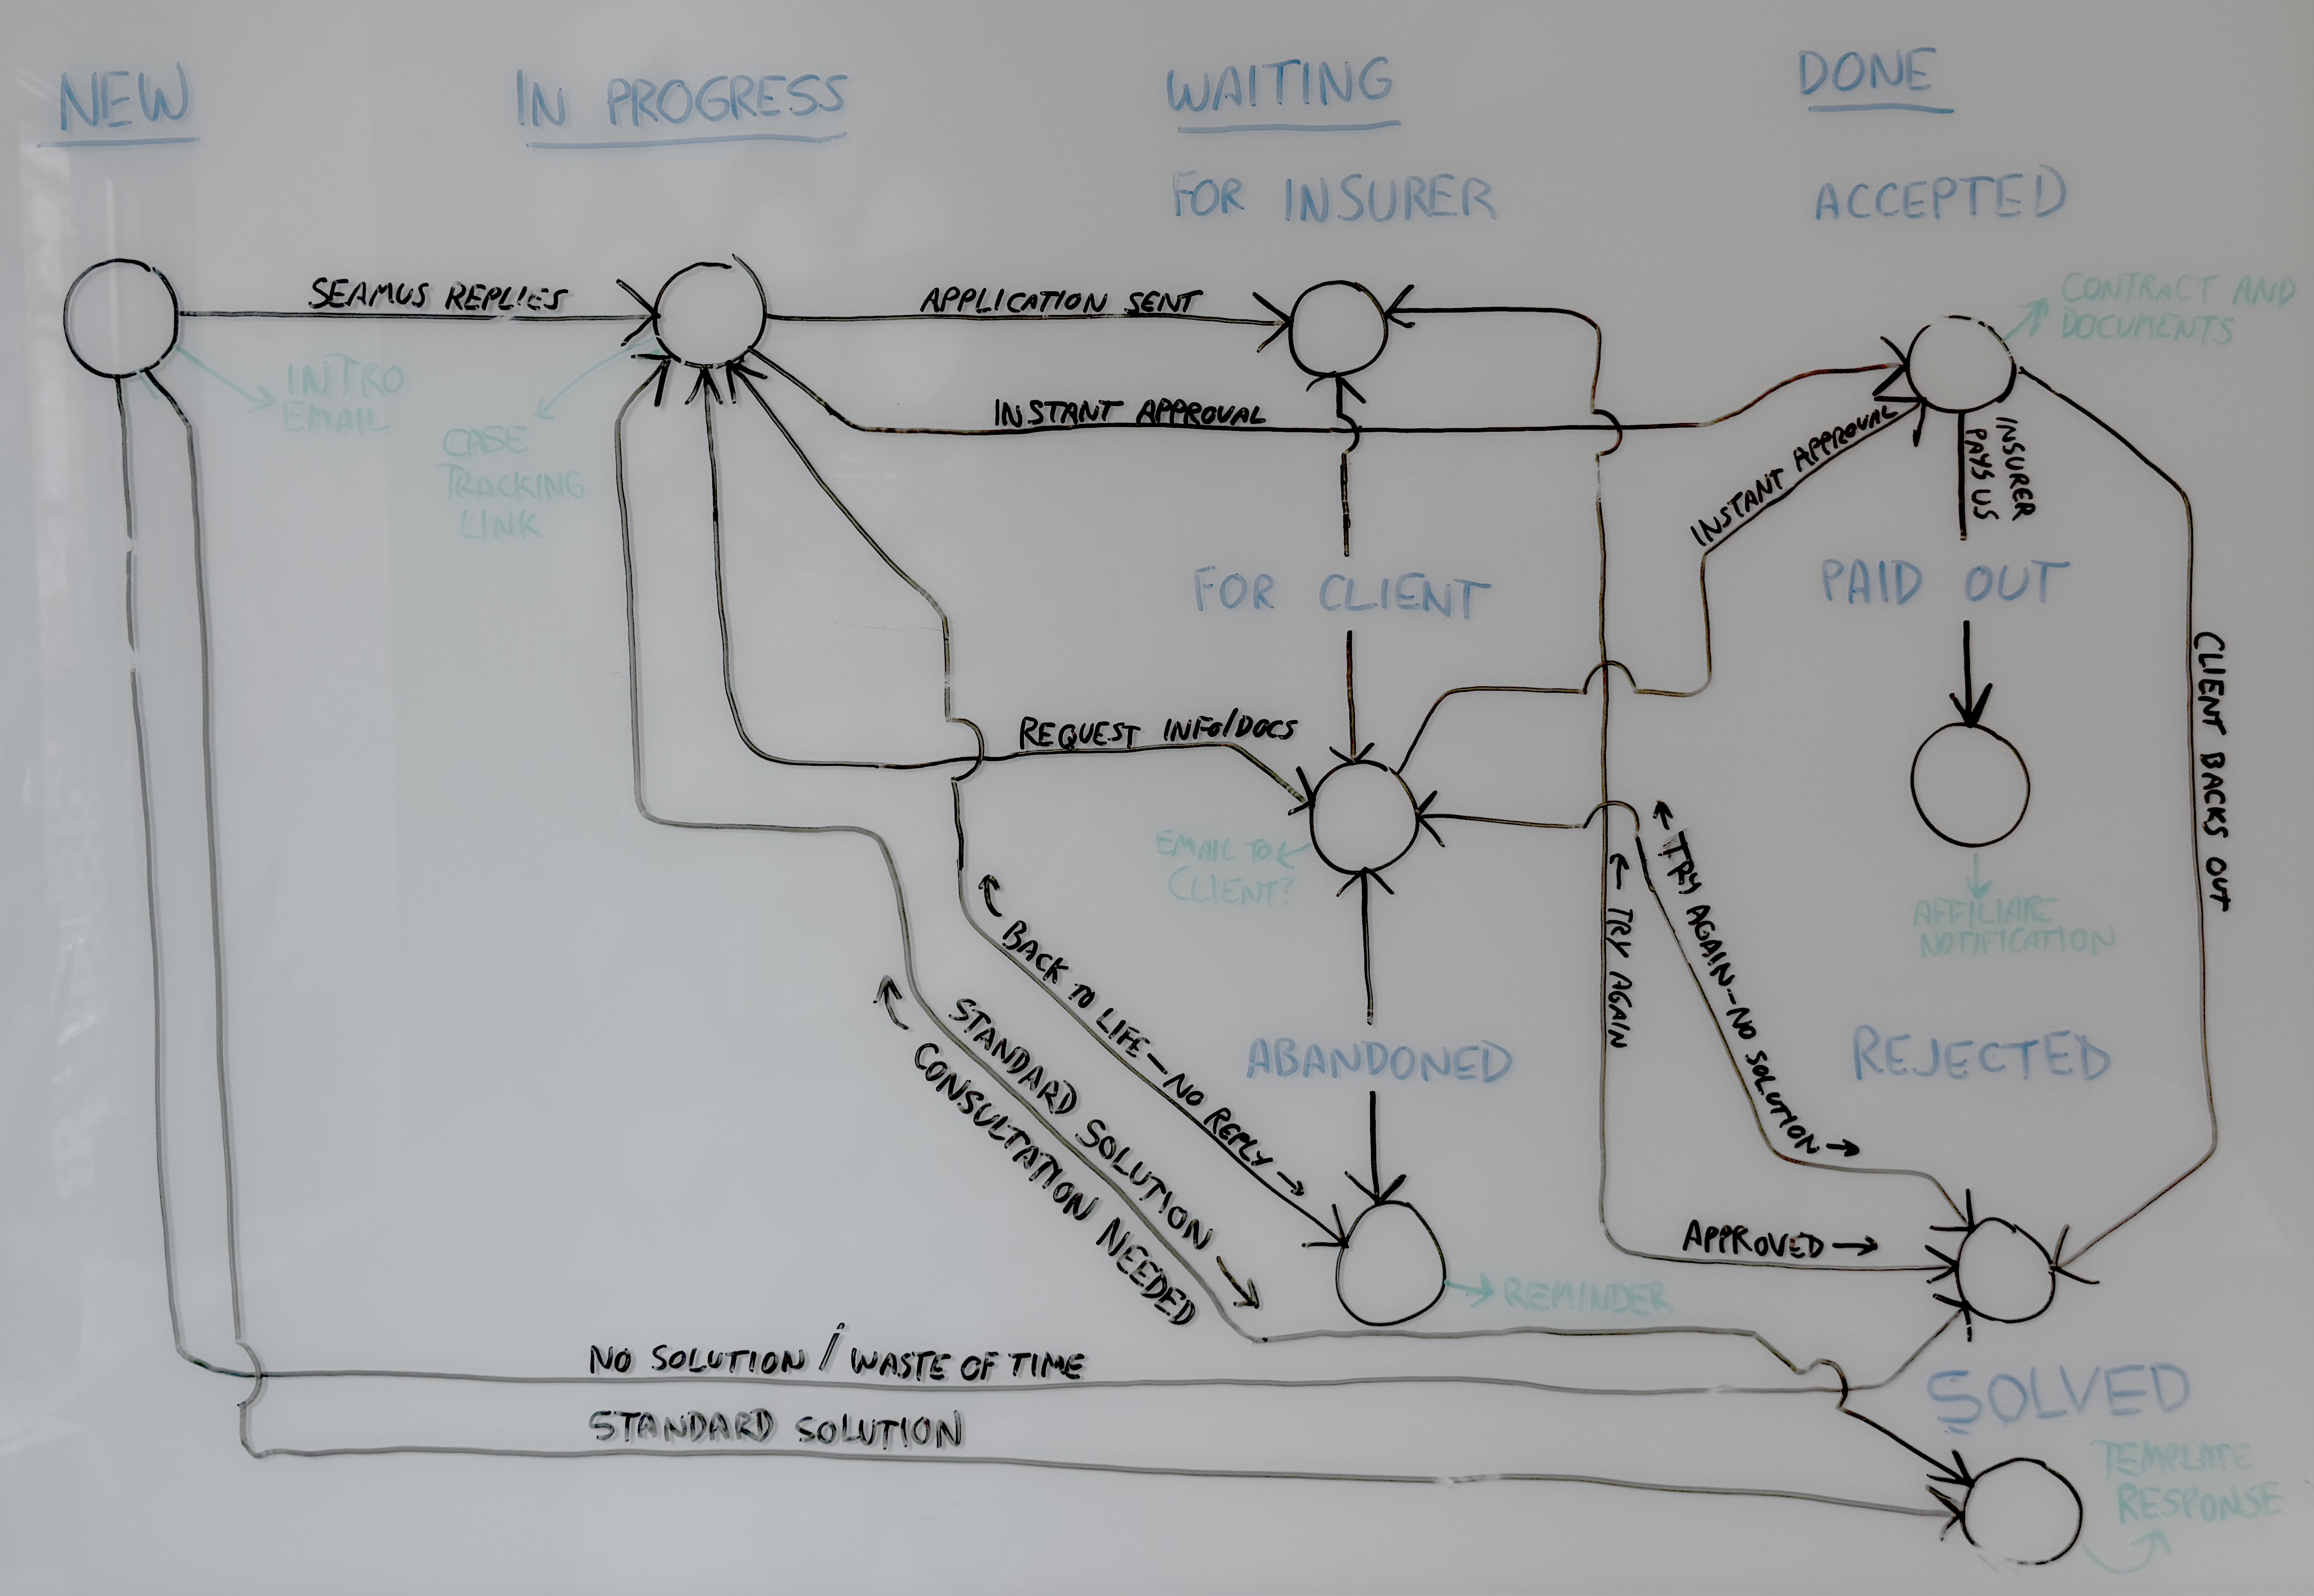 NEW
IN PROGRESS
WAITING
DONE
FOR INSURER
ACCEPTED
SEAMUS REPLIES
APPLICATION SENT
CONTRACT AND
DOCUMENTS
INTRO
EMAIL
CASE
TRACKING
LINK
INSTANT APPROVAL
INSTANT APPROVAL
INSURER
PAYS US
FOR CLIENT
PAID OUT
CLIENT BACKS OUT
REQUEST INFO/DOCS
EMAIL TO
CLIENT?
← TRY AGAIN
← TRY AGAIN-NO SOLUTION →
AFFILIATE
NOTIFICATION
← BACK TO LIFE-NO REPLY →
STANDARD SOLUTION →
← CONSULTATION NEEDED
ABANDONED
REJECTED
APPROVED →
REMINDER
NO SOLUTION / WASTE OF TIME
SOLVED
STANDARD SOLUTION
TEMPLATE
RESPONSE